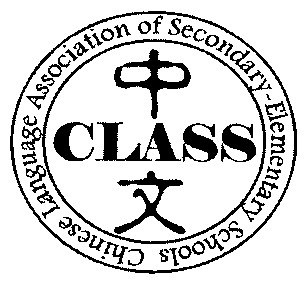 Chinese Language Association of Secondary-Elementary Schools
中
CLASS
文